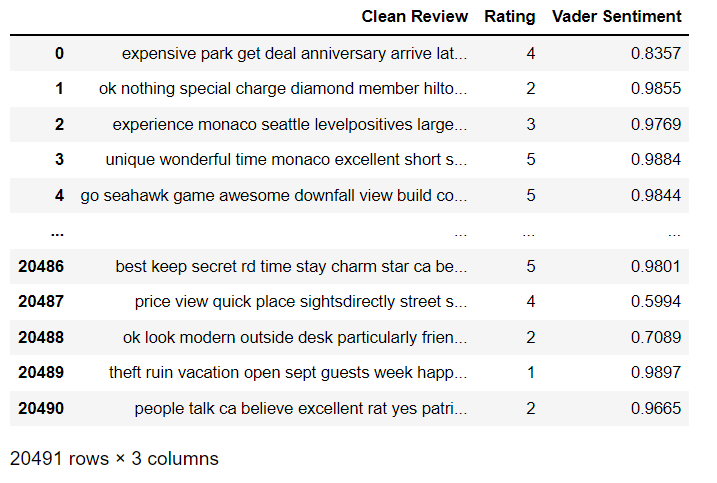 Clean Review Rating Vader Sentiment
0 expensive park get deal anniversary arrive lat... 4 0.8357
1 ok nothing special charge diamond member hilto... 2 0.9855
2 experience monaco seattle levelpositives large... 3 0.9769
3 unique wonderful time monaco excellent short s... 5 0.9884
4 go seahawk game awesome downfall view build co... 5 0.9844
... ... ... ...
20486 best keep secret rd time stay charm star ca be... 5 0.9801
20487 price view quick place sightsdirectly street s... 4 0.5994
20488 ok look modern outside desk particularly frien... 2 0.7089
20489 theft ruin vacation open sept guests week happ... 1 0.9897
20490 people talk ca believe excellent rat yes patri... 2 0.9665
20491 rows × 3 columns